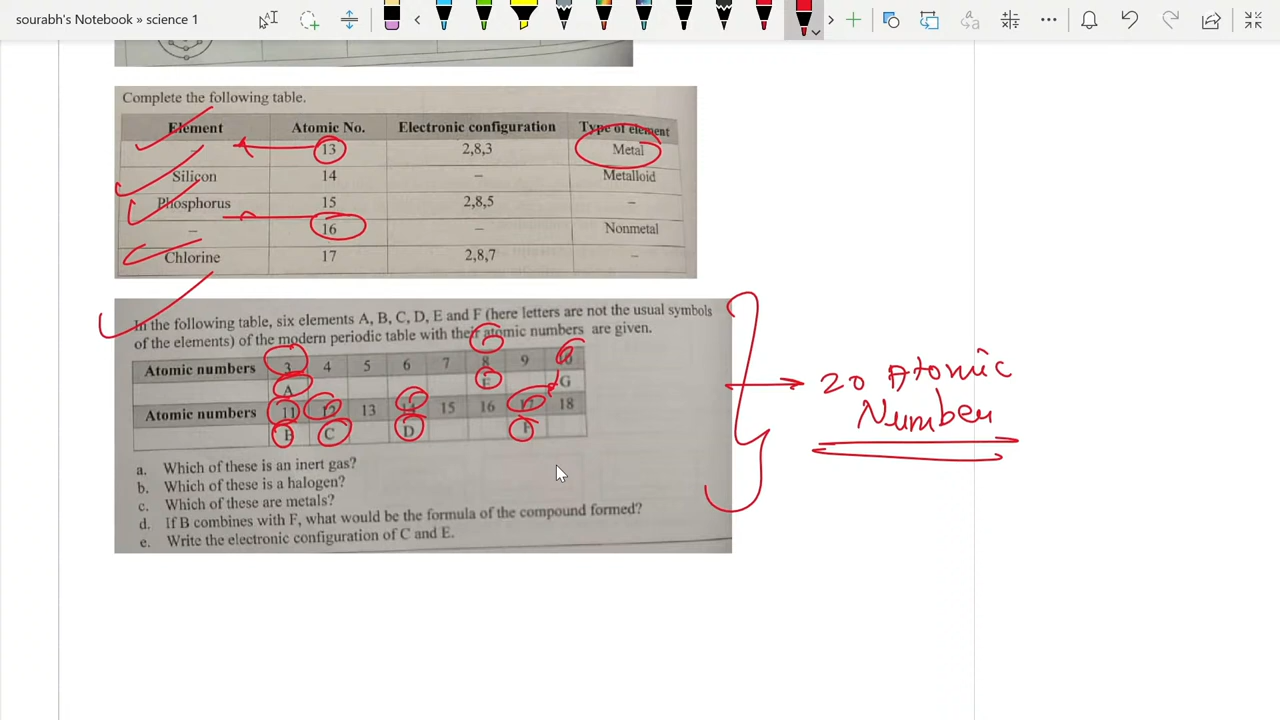 sourabh's Notebook » science 1
Complete the following table.
Element Atomic No. Electronic configuration Type of element
– 13 2,8,3 Metal
Silicon 14 – Metalloid
Phosphorus 15 2,8,5 –
– 16 – Nonmetal
Chlorine 17 2,8,7 –
In the following table, six elements A, B, C, D, E and F (here letters are not the usual symbols
of the elements) of the modern periodic table with their atomic numbers are given.
Atomic numbers 3 4 5 6 7 8 9 10
A E G
Atomic numbers 11 12 13 14 15 16 17 18
B C D F
a. Which of these is an inert gas?
b. Which of these is a halogen?
c. Which of these are metals?
d. If B combines with F, what would be the formula of the compound formed?
e. Write the electronic configuration of C and E.
20 Atomic
Number